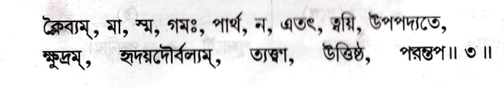 ক্লৈব্যম্, মা, স্ম, গমঃ, পার্থ, ন, এতৎ, ত্বয়ি, উপপদ্যতে,
ক্ষুদ্রম্, হৃদয়দৌর্বল্যম্, ত্যক্ত্বা, উত্তিষ্ঠ, পরন্তপ॥ ৩ ॥